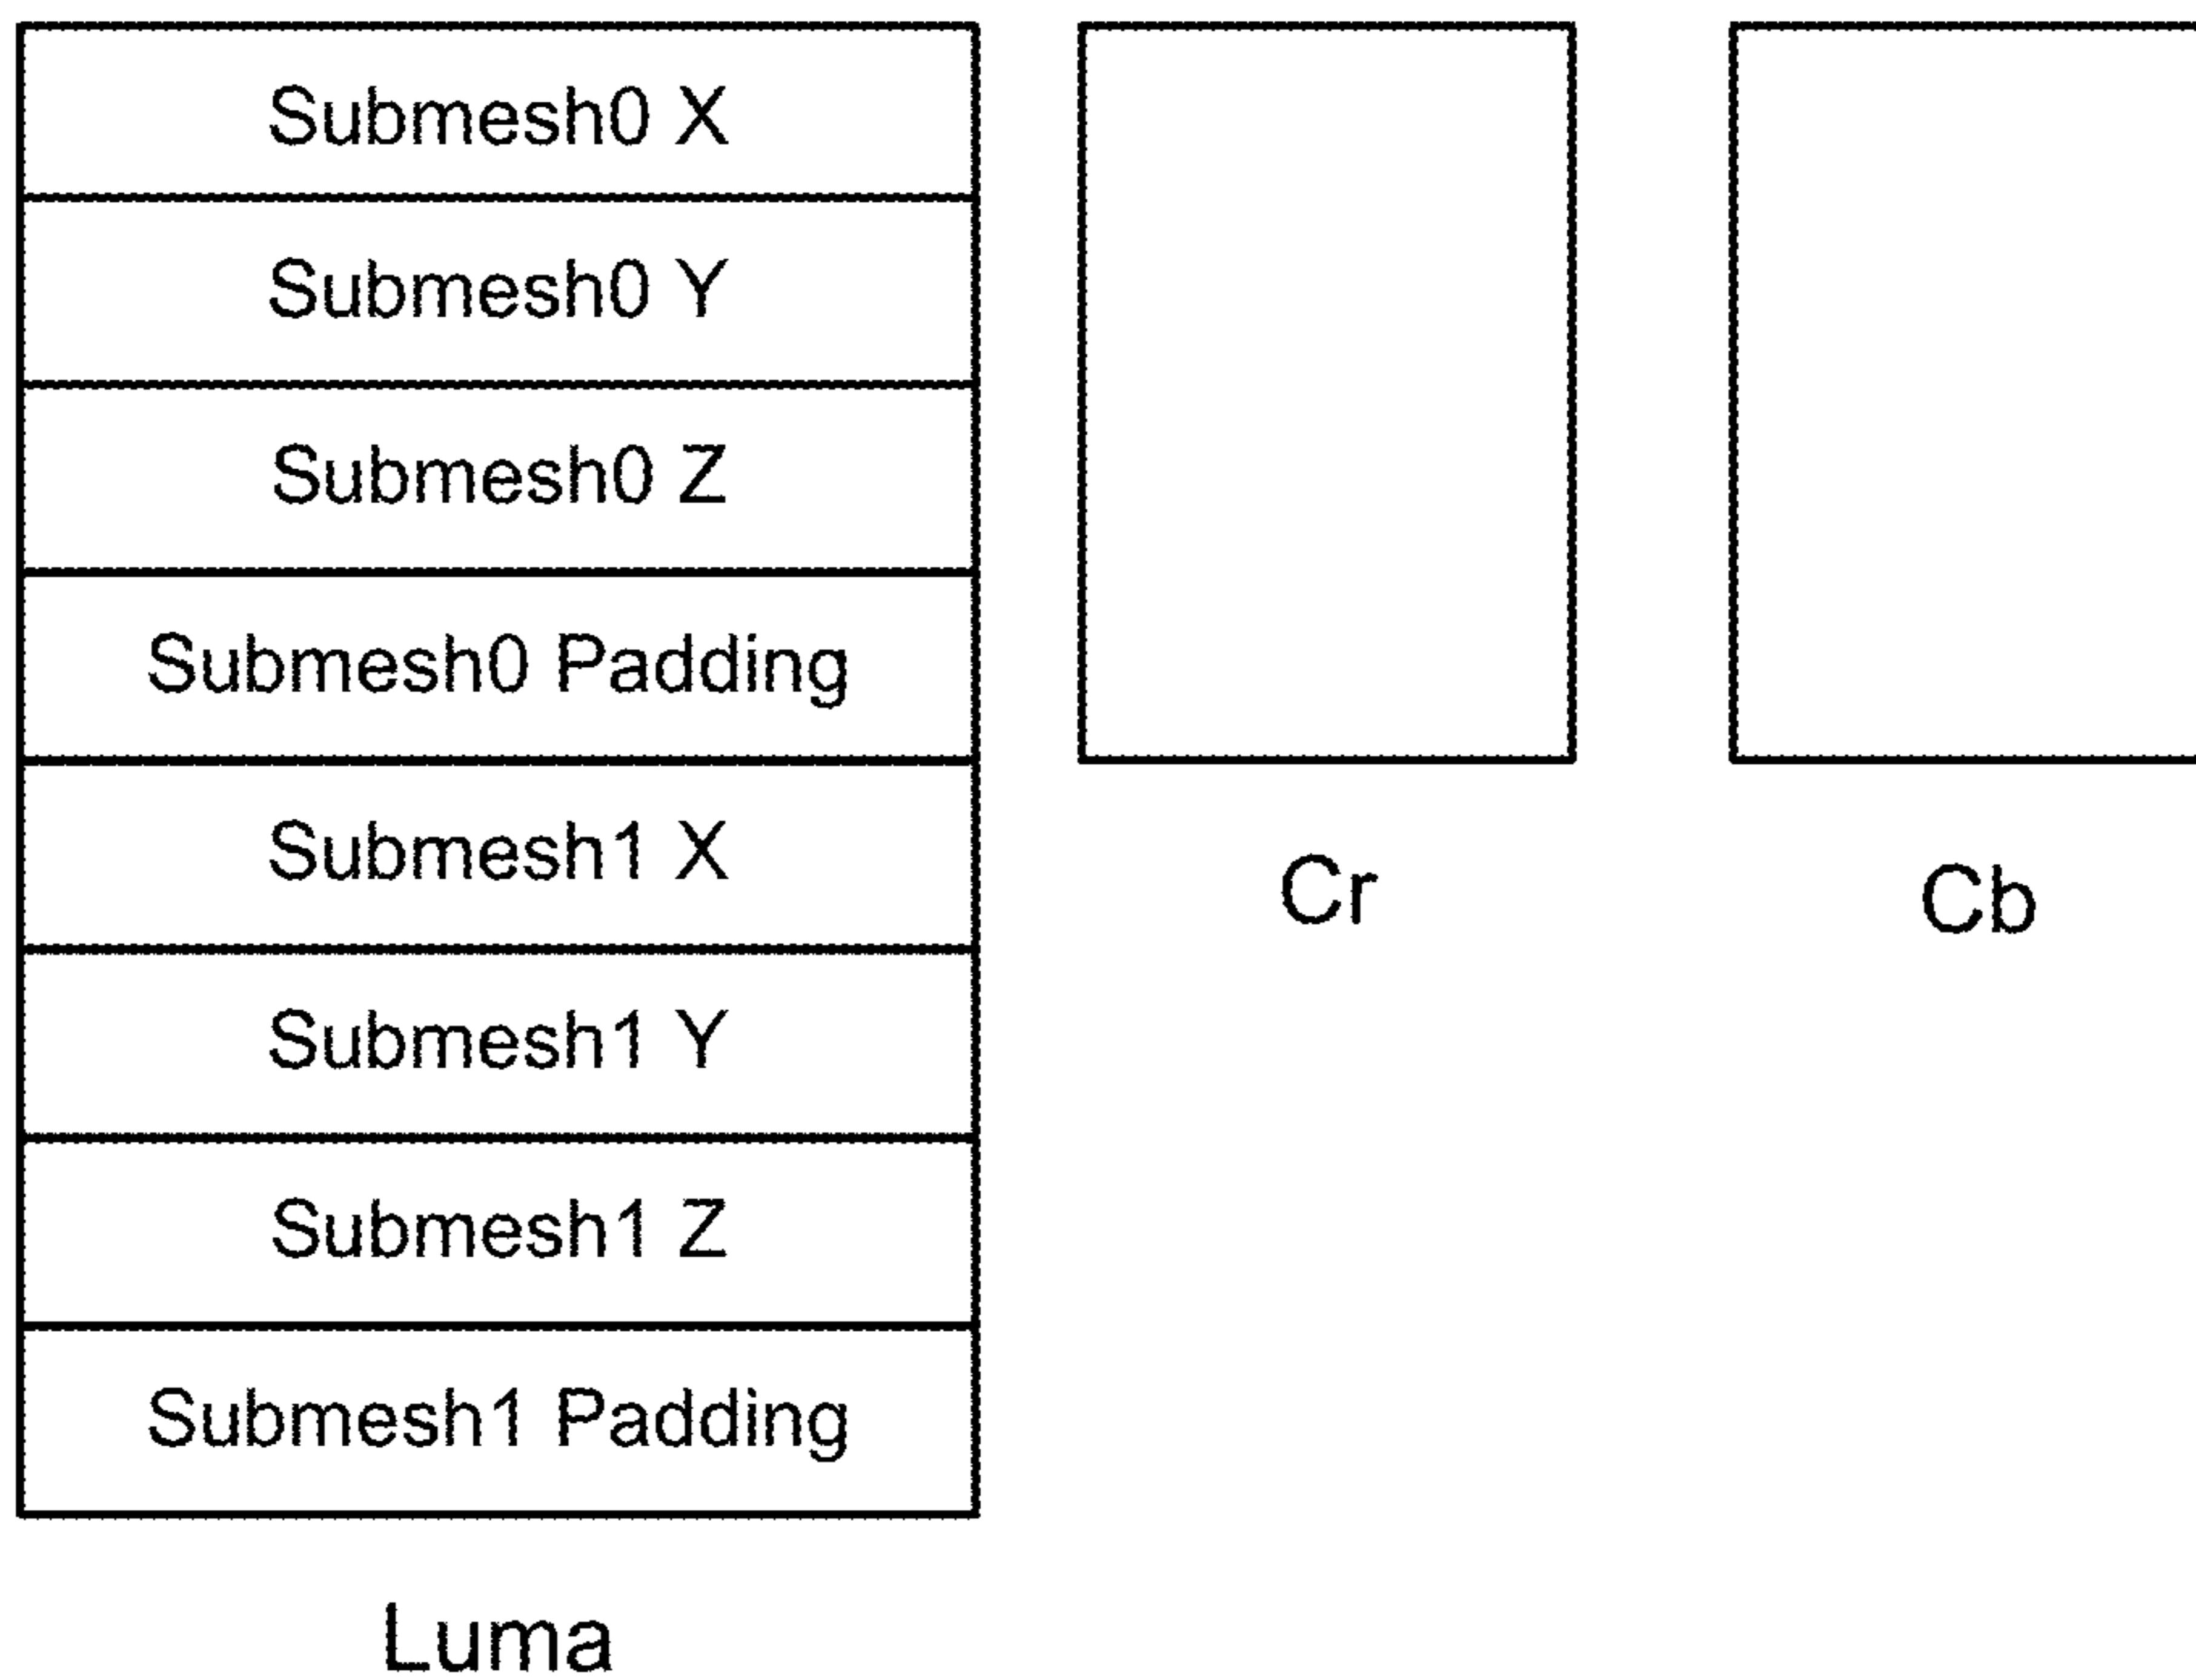 Submesh0 X
Submesh0 Y
Submesh0 Z
Submesh0 Padding
Submesh1 X
Submesh1 Y
Submesh1 Z
Submesh1 Padding
Luma
Cr
Cb